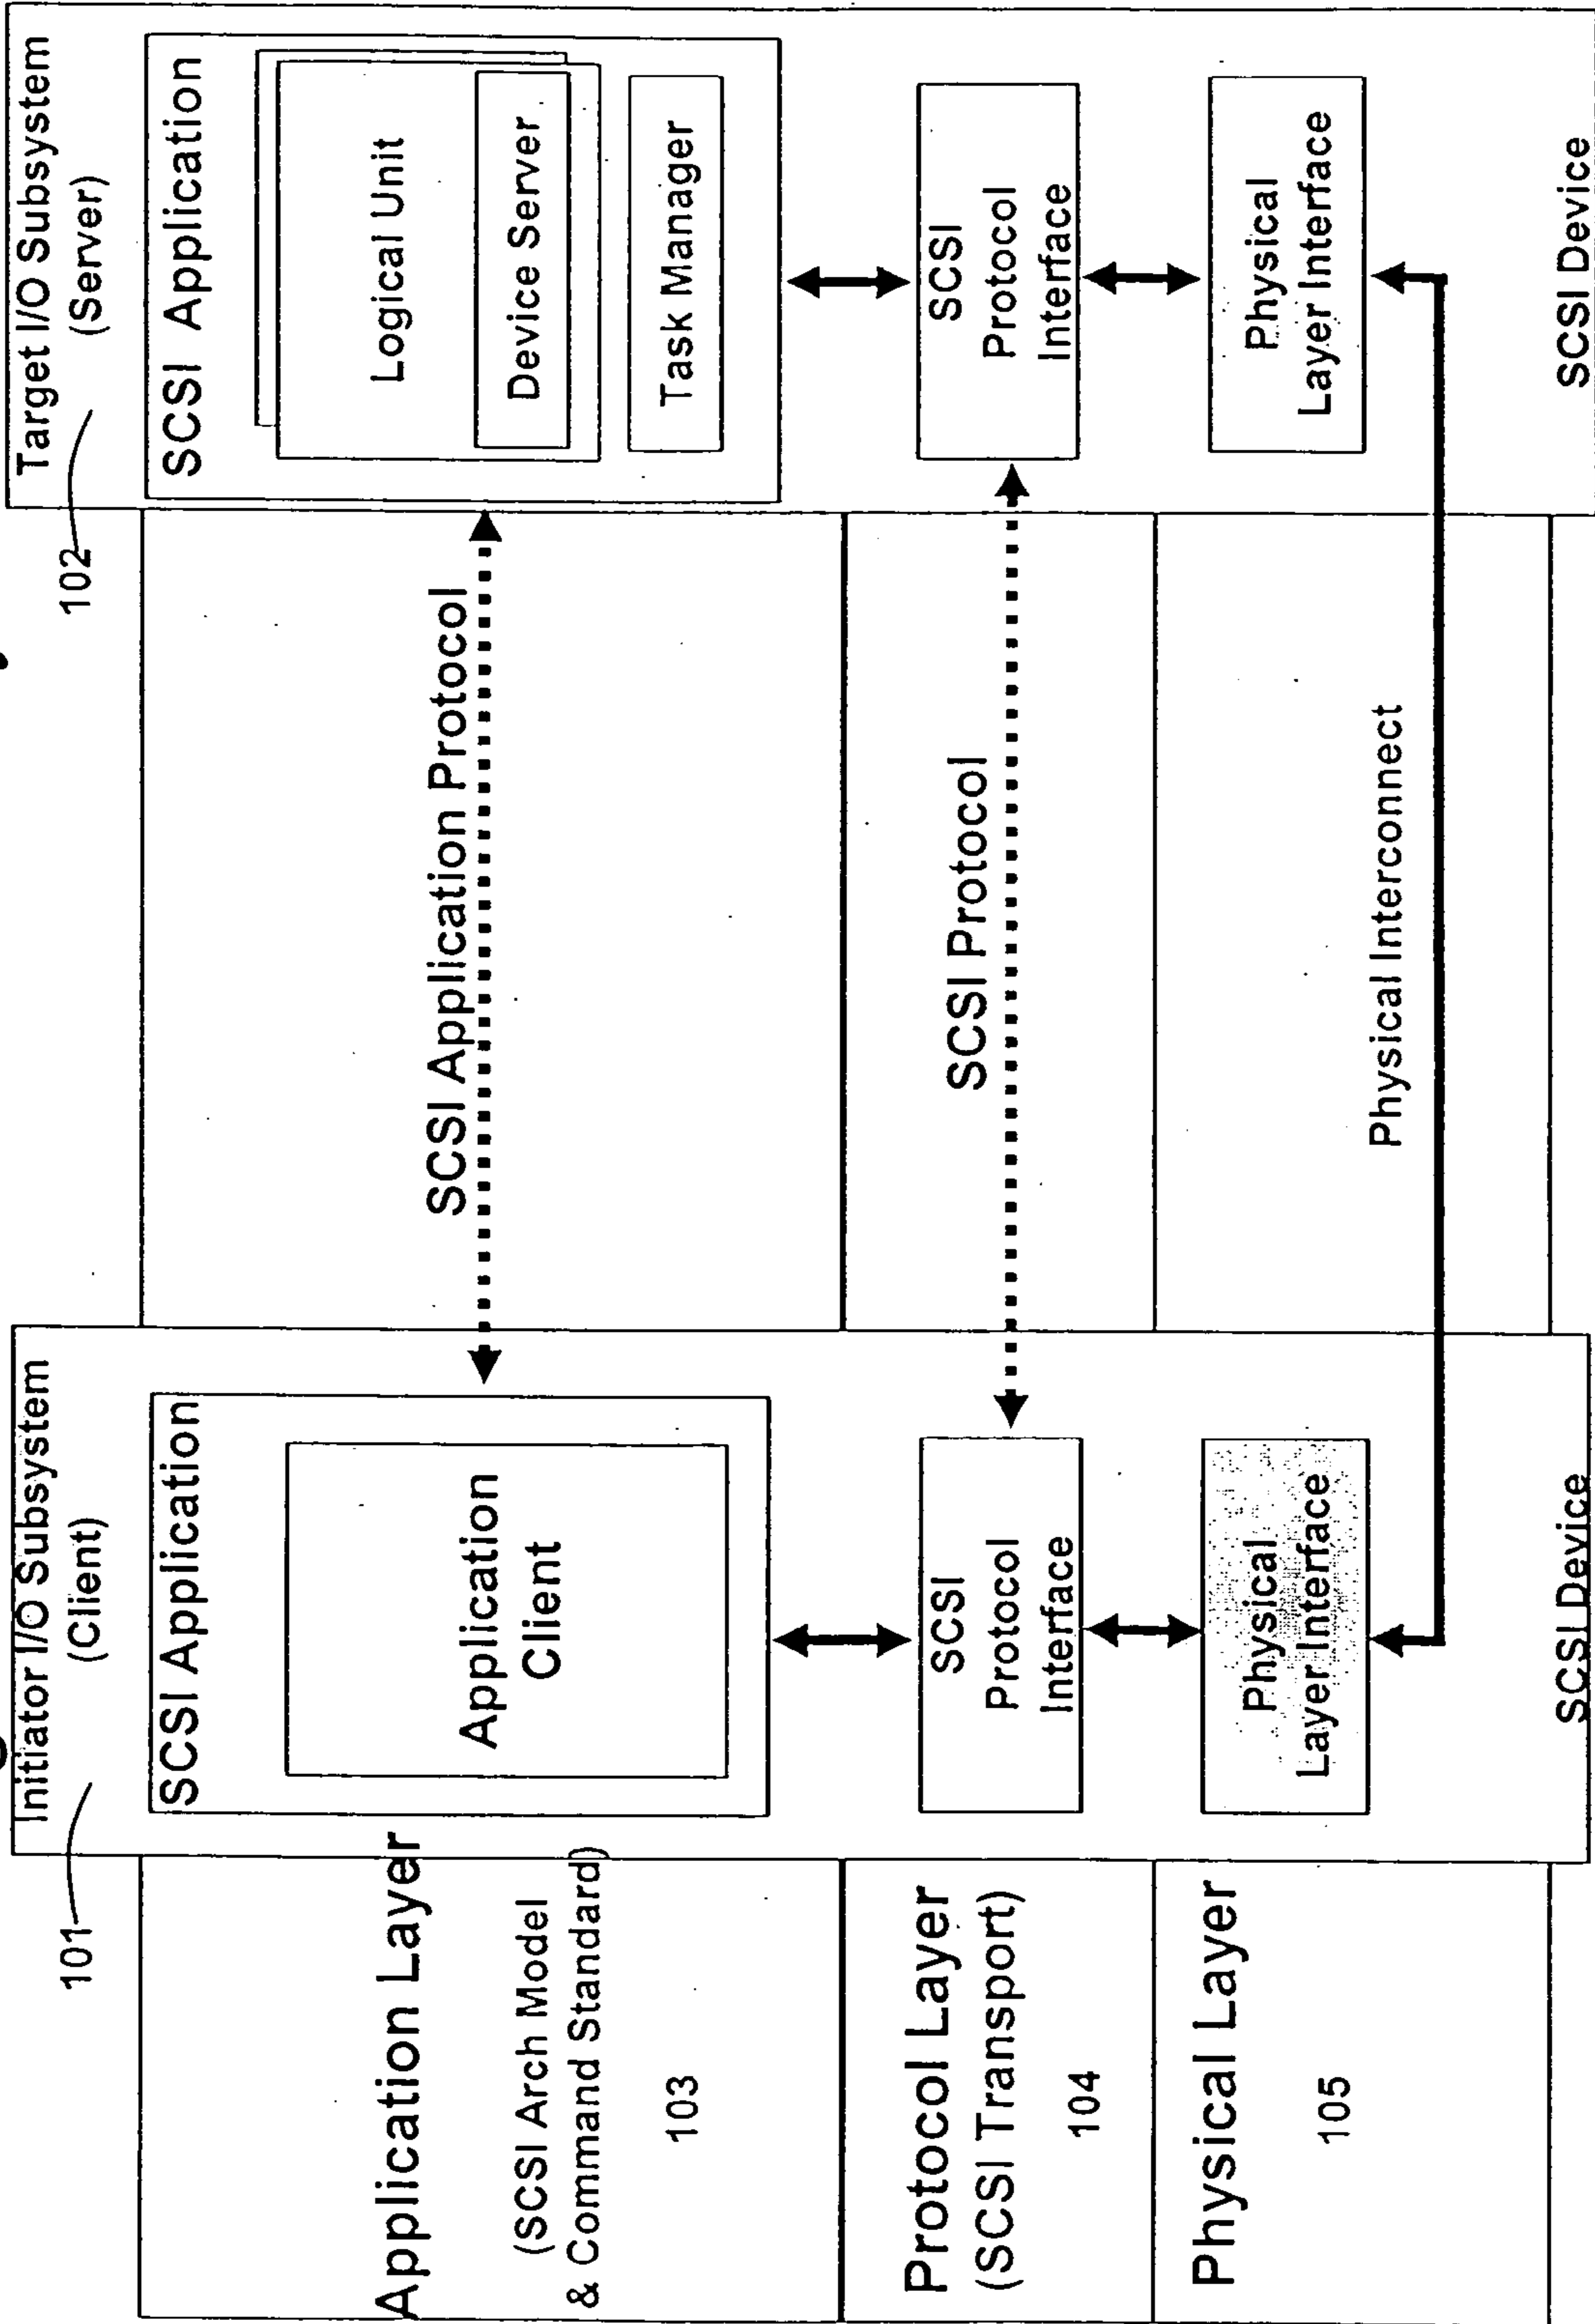 101
102
Initiator I/O Subsystem
(Client)
Target I/O Subsystem
(Server)
Application Layer
(SCSI Arch Model
& Command Standard)
103
SCSI Application
Application
Client
SCSI Application Protocol
SCSI Application
Logical Unit
Device Server
Task Manager
Protocol Layer
(SCSI Transport)
104
SCSI
Protocol
Interface
SCSI Protocol
SCSI
Protocol
Interface
Physical Layer
105
Physical
Layer Interface
Physical Interconnect
Physical
Layer Interface
SCSI Device
SCSI Device